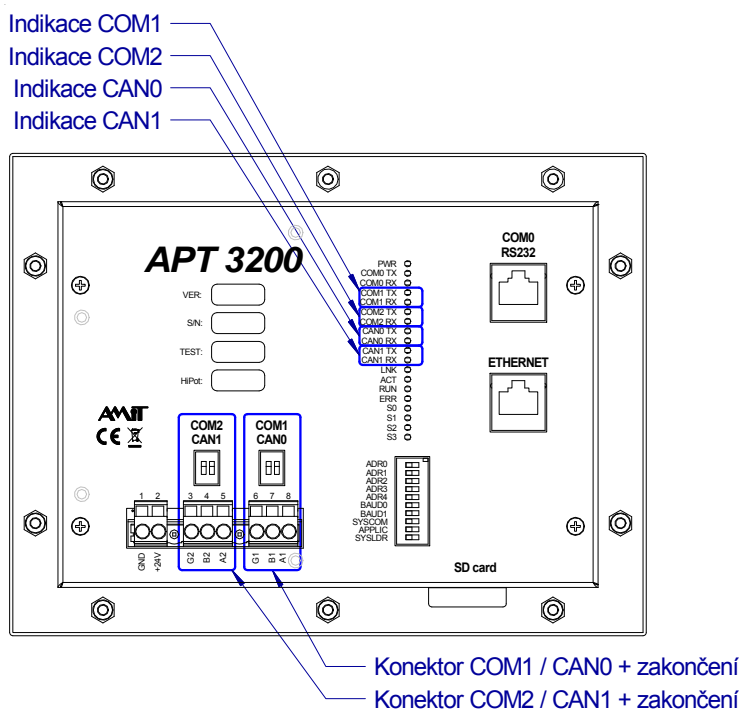 Indikace COM1
Indikace COM2
Indikace CAN0
Indikace CAN1
APT 3200
VER:
S/N:
TEST:
HiPot:
AMiT
CE
PWR
COM0 TX
COM0 RX
COM1 TX
COM1 RX
COM2 TX
COM2 RX
CAN0 TX
CAN0 RX
CAN1 TX
CAN1 RX
LNK
ACT
RUN
ERR
S0
S1
S2
S3
COM0
RS232
ETHERNET
COM2
CAN1
COM1
CAN0
1 2 3 4 5 6 7 8
GND +24V G2 B2 A2 G1 B1 A1
ADR0
ADR1
ADR2
ADR3
ADR4
BAUD0
BAUD1
SYSCOM
APPLIC
SYSLDR
SD card
Konektor COM1 / CAN0 + zakončení
Konektor COM2 / CAN1 + zakončení